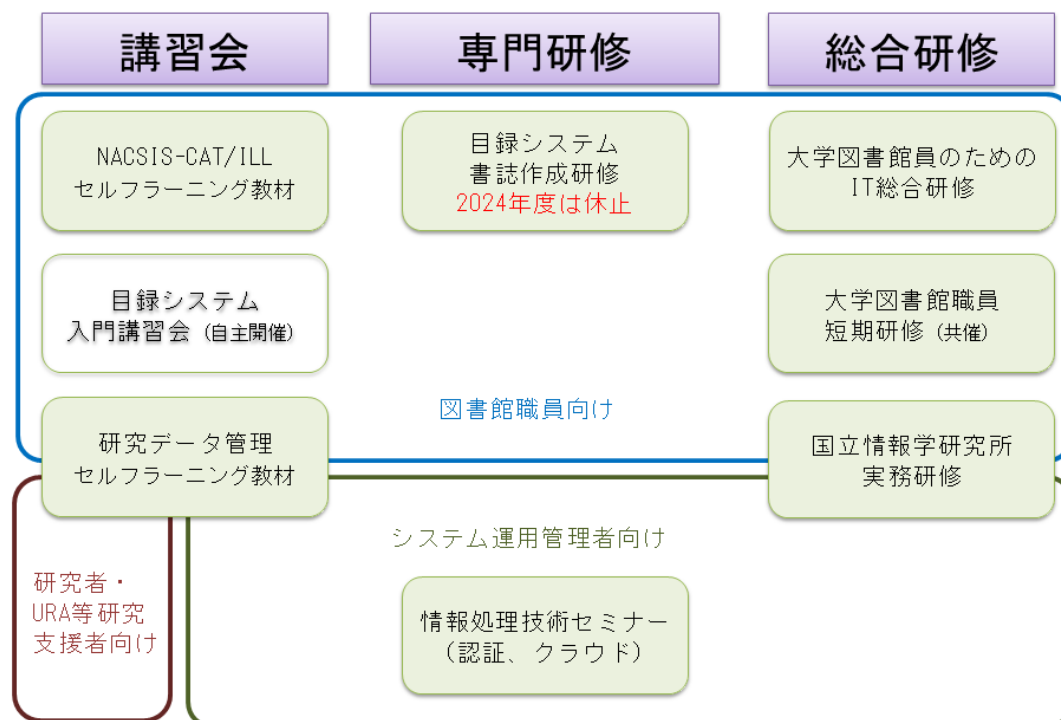 講習会
専門研修
総合研修
NACSIS-CAT/ILL
セルフラーニング教材
目録システム
書誌作成研修
2024年度は休止
大学図書館員のための
IT総合研修
目録システム
入門講習会（自主開催）
大学図書館職員
短期研修（共催）
図書館職員向け
研究データ管理
セルフラーニング教材
国立情報学研究所
実務研修
システム運用管理者向け
研究者・
URA等研究
支援者向け
情報処理技術セミナー
（認証、クラウド）